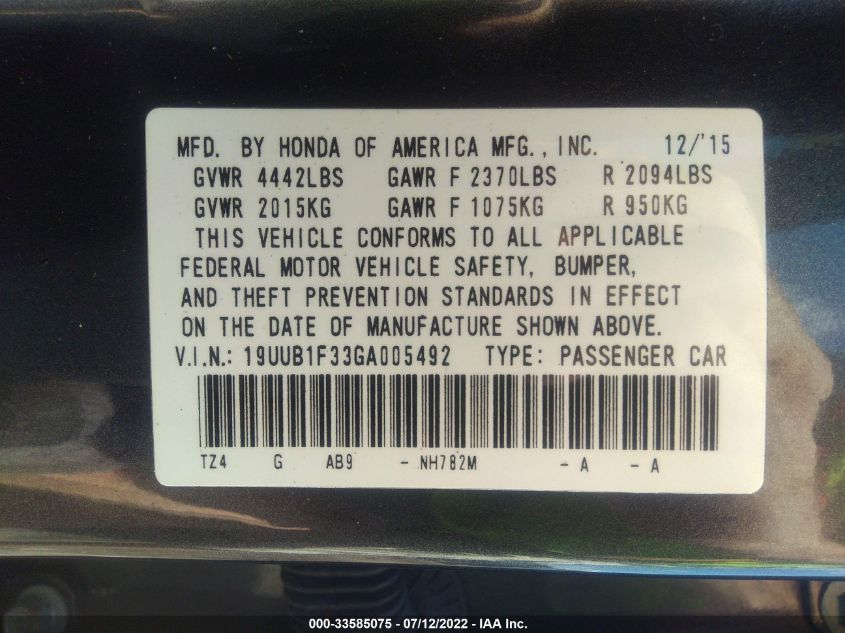 MFD. BY HONDA OF AMERICA MFG., INC. 12/'15
GVWR 4442LBS GAWR F 2370LBS R 2094LBS
GVWR 2015KG GAWR F 1075KG R 950KG
THIS VEHICLE CONFORMS TO ALL APPLICABLE
FEDERAL MOTOR VEHICLE SAFETY, BUMPER,
AND THEFT PREVENTION STANDARDS IN EFFECT
ON THE DATE OF MANUFACTURE SHOWN ABOVE.
V.I.N.: 19UUB1F33GA005492 TYPE: PASSENGER CAR
TZ4 G AB9 - NH782M - A - A
000-33585075 - 07/12/2022 - IAA Inc.